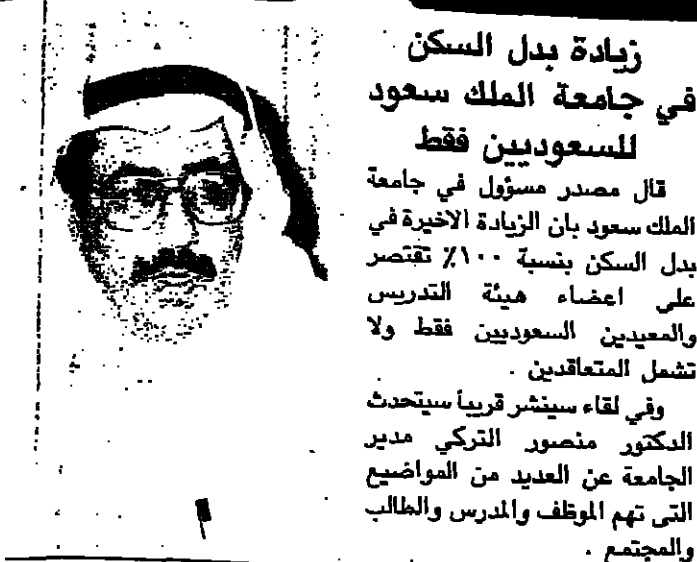 زيادة بدل السكن
في جامعة الملك سعود
للسعوديين فقط
قال مصدر مسؤول في جامعة
الملك سعود بان الزيادة الاخيرة في
بدل السكن بنسبة ١٠٠٪ تقتصر
على اعضاء هيئة التدريس
والمعيدين السعوديين فقط ولا
تشمل المتعاقدين .
وفي لقاء سينشر قريباً سيتحدث
الدكتور منصور التركي مدير
الجامعة عن العديد من المواضيع
التى تهم الموظف والمدرس والطالب
والمجتمع .